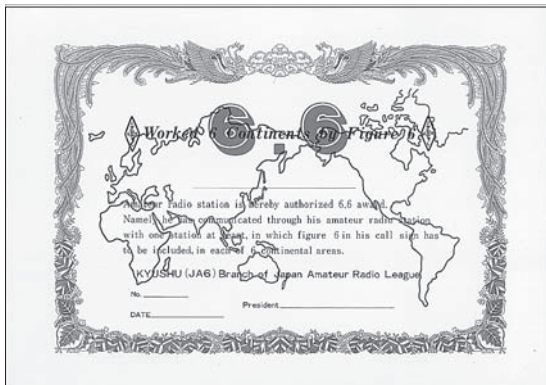 6.6
Worked 6 Continents by Figure 6
Amateur radio station is hereby authorized 6.6 award.
Namely he has communicated through his amateur radio station
with one station at least, in which figure 6 in his call sign has
to be included, in each of 6 continental areas.
KYUSHU (JA6) Branch of Japan Amateur Radio League
No.
President
DATE